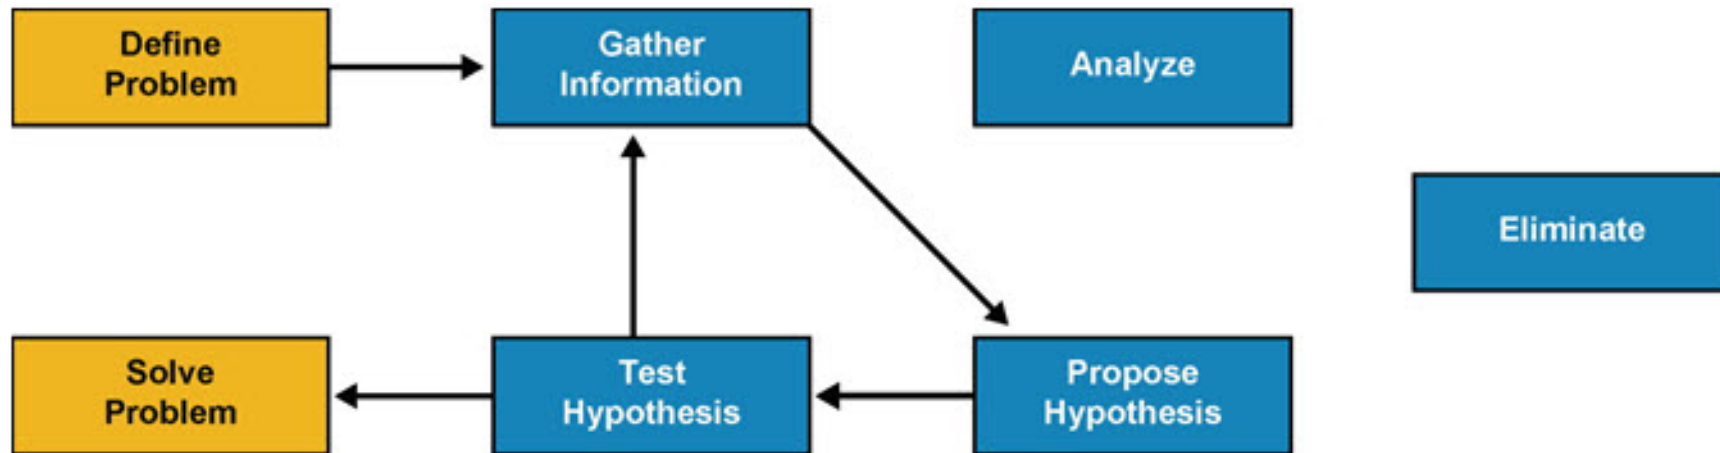 Define
Problem
Gather
Information
Analyze
Eliminate
Solve
Problem
Test
Hypothesis
Propose
Hypothesis